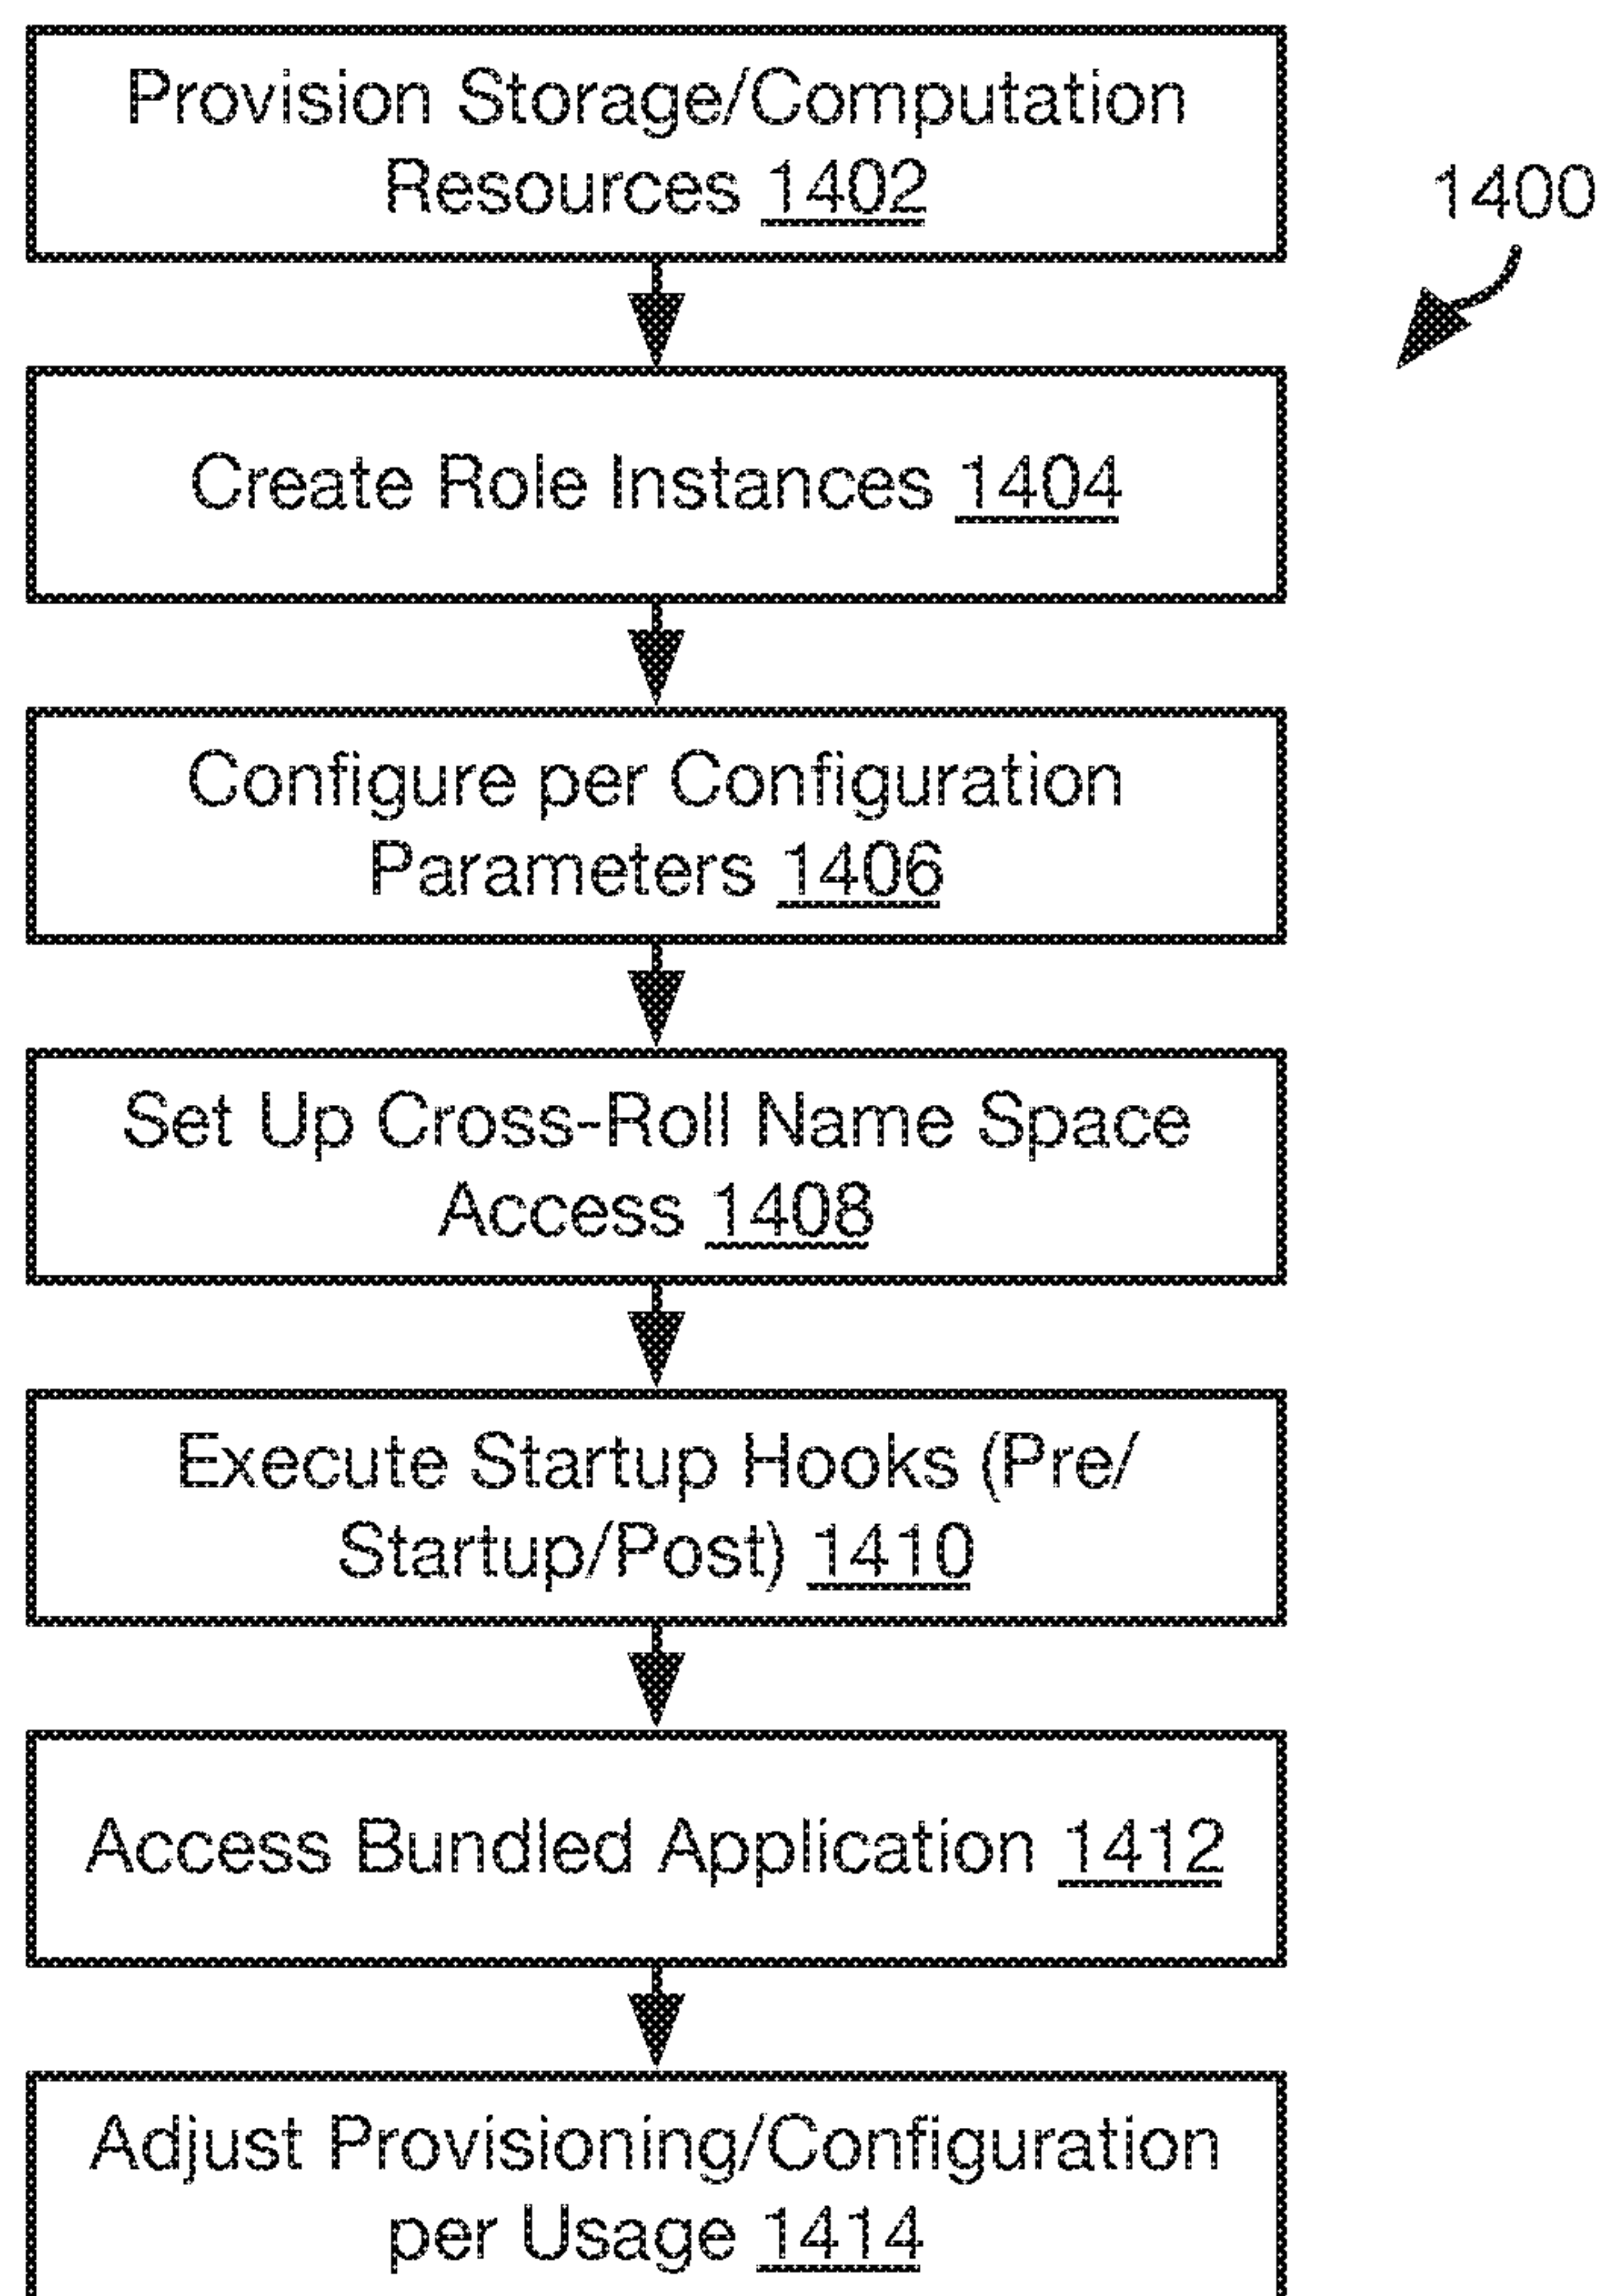 Provision Storage/Computation
Resources 1402
1400
Create Role Instances 1404
Configure per Configuration
Parameters 1406
Set Up Cross-Roll Name Space
Access 1408
Execute Startup Hooks (Pre/
Startup/Post) 1410
Access Bundled Application 1412
Adjust Provisioning/Configuration
per Usage 1414